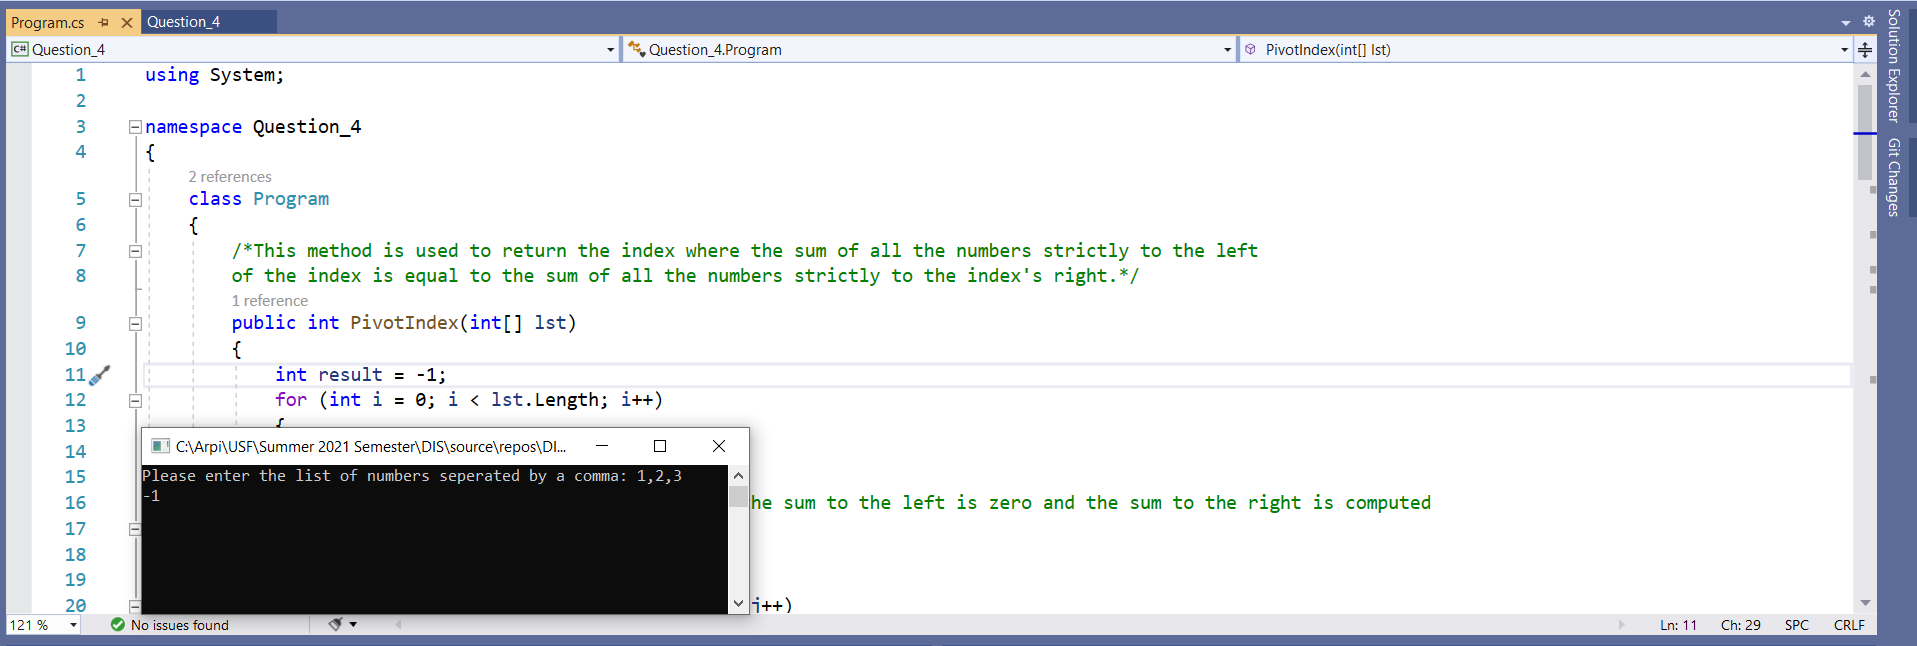 Program.cs
Question_4
Question_4
Question_4.Program
PivotIndex(int[] lst)
1 using System;
2
3 namespace Question_4
4 {
2 references
5 class Program
6 {
7 /*This method is used to return the index where the sum of all the numbers strictly to the left
8 of the index is equal to the sum of all the numbers strictly to the index's right.*/
1 reference
9 public int PivotIndex(int[] lst)
10 {
11 int result = -1;
12 for (int i = 0; i < lst.Length; i++)
13 {
14
15
16 he sum to the left is zero and the sum to the right is computed
17
18
19
20 j++)
C:\Arpi\USF\Summer 2021 Semester\DIS\source\repos\DI...
Please enter the list of numbers seperated by a comma: 1,2,3
-1
121 %
No issues found
Ln: 11 Ch: 29 SPC CRLF
Solution Explorer
Git Changes